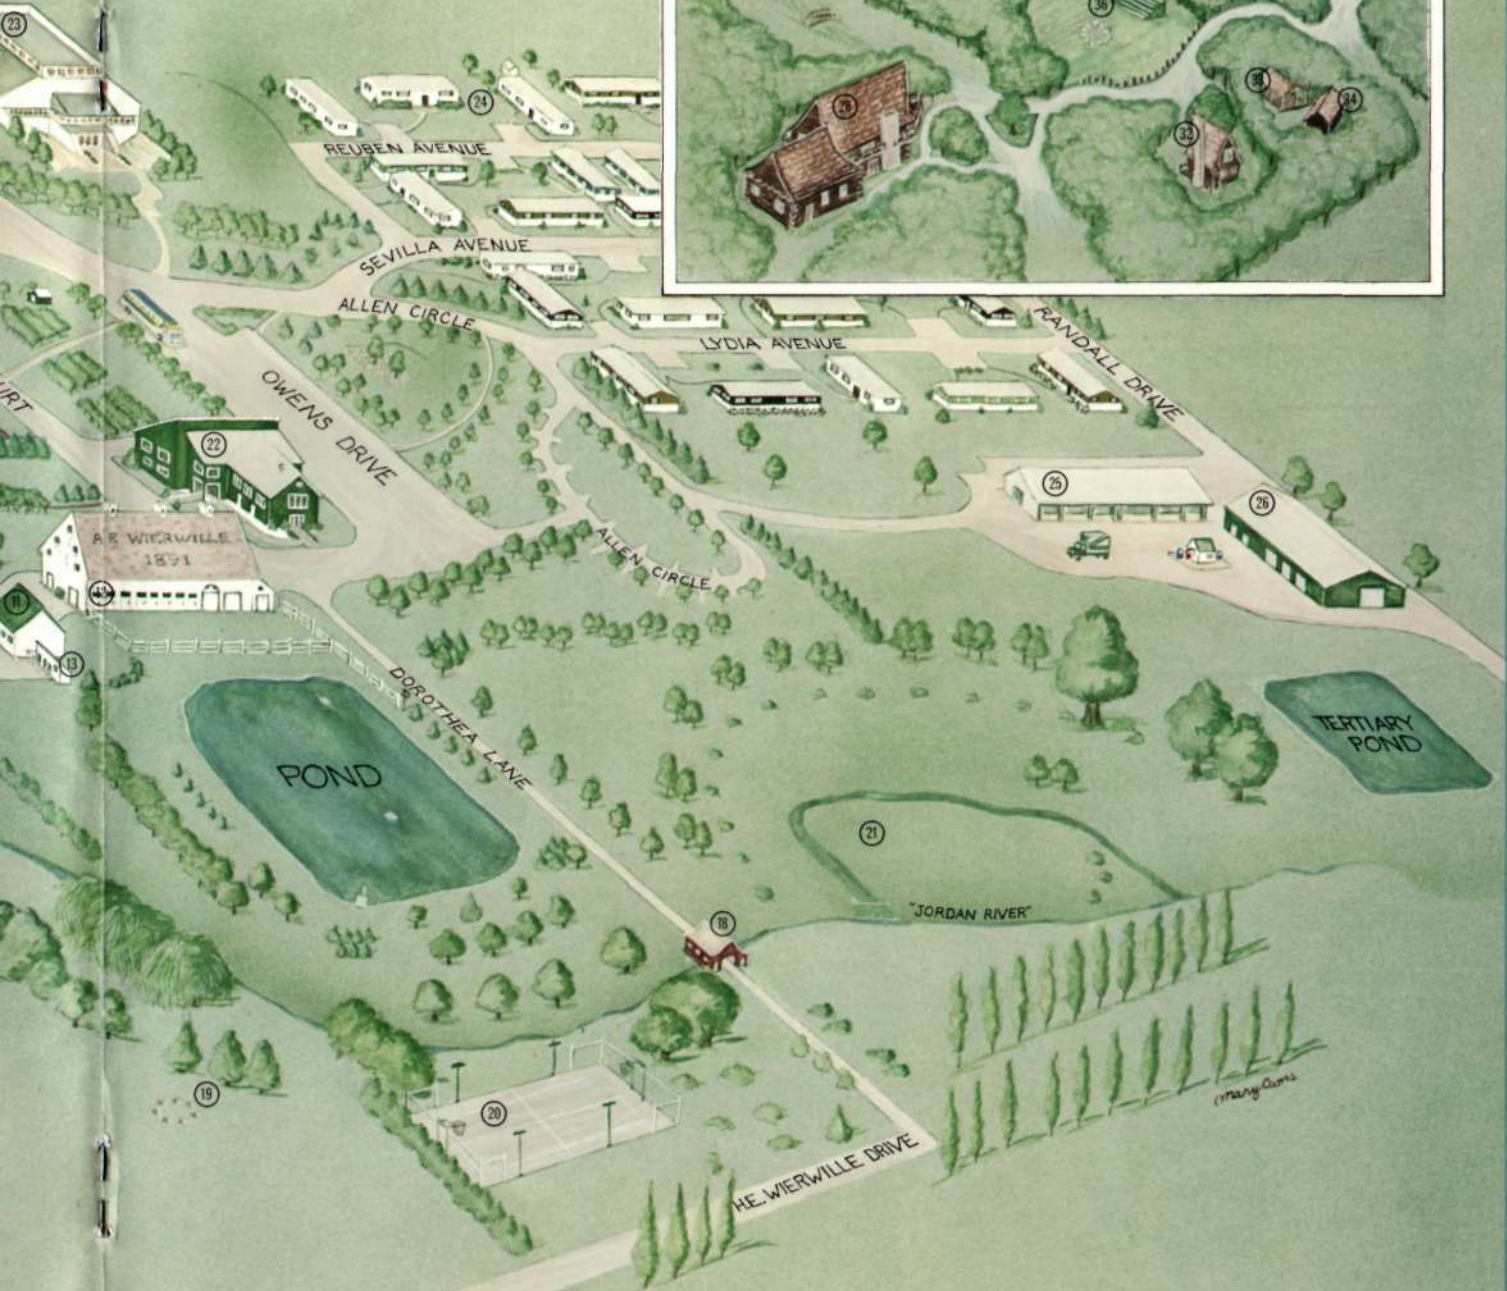 23
36
24
33
34
28
32
REUBEN AVENUE
SEVILLA AVENUE
ALLEN CIRCLE
LYDIA AVENUE
RANDALL DRIVE
URT
OWENS DRIVE
22
25
26
WIERWILLE
1891
ALLEN CIRCLE
11
13
DOROTHEA LANE
POND
TERTIARY
POND
21
"JORDAN RIVER"
18
19
20
H.E. WIERWILLE DRIVE